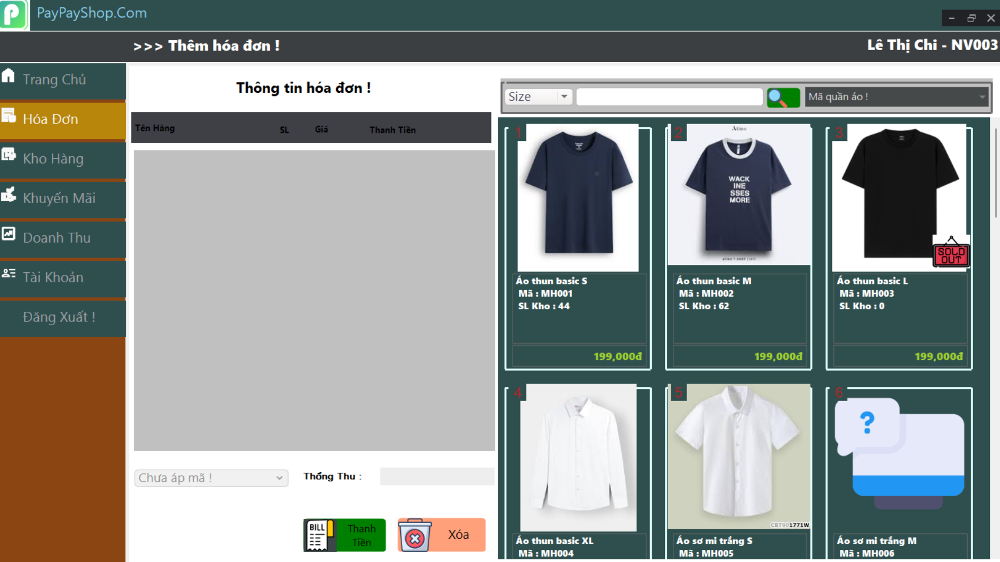 PayPayShop.Com
>>> Thêm hóa đơn !
Lê Thị Chi - NV003
Trang Chủ
Hóa Đơn
Kho Hàng
Khuyến Mãi
Doanh Thu
Tài Khoản
Đăng Xuất !
Thông tin hóa đơn !
Tên Hàng SL Giá Thanh Tiền
Chưa áp mã !
Thổng Thu :
BILL
Thanh
Tiền
Xóa
Size
Mã quần áo !
1
Áo thun basic S
Mã : MH001
SL Kho : 44
199,000đ
2
Atino
WACK
INE
SSES
MORE
ATINO T-SHIRT
Áo thun basic M
Mã : MH002
SL Kho : 62
199,000đ
3
SOLD
OUT
Áo thun basic L
Mã : MH003
SL Kho : 0
199,000đ
4
Áo thun basic XL
Mã : MH004
5
CBT901771W
Áo sơ mi trắng S
Mã : MH005
6
?
Áo sơ mi trắng M
Mã : MH006